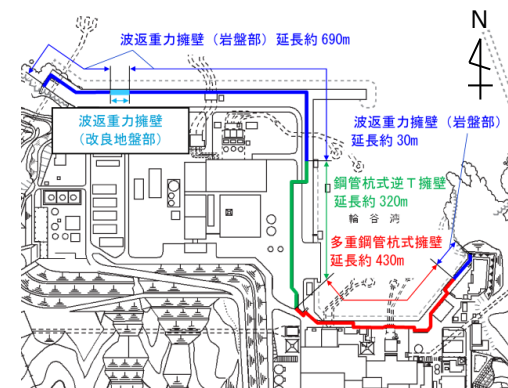 N
波返重力擁壁（岩盤部）延長約 690m
波返重力擁壁
（改良地盤部）
波返重力擁壁（岩盤部）
延長約 30m
鋼管杭式逆Ｔ擁壁
延長約 320m
輪谷湾
多重鋼管杭式擁壁
延長約 430m